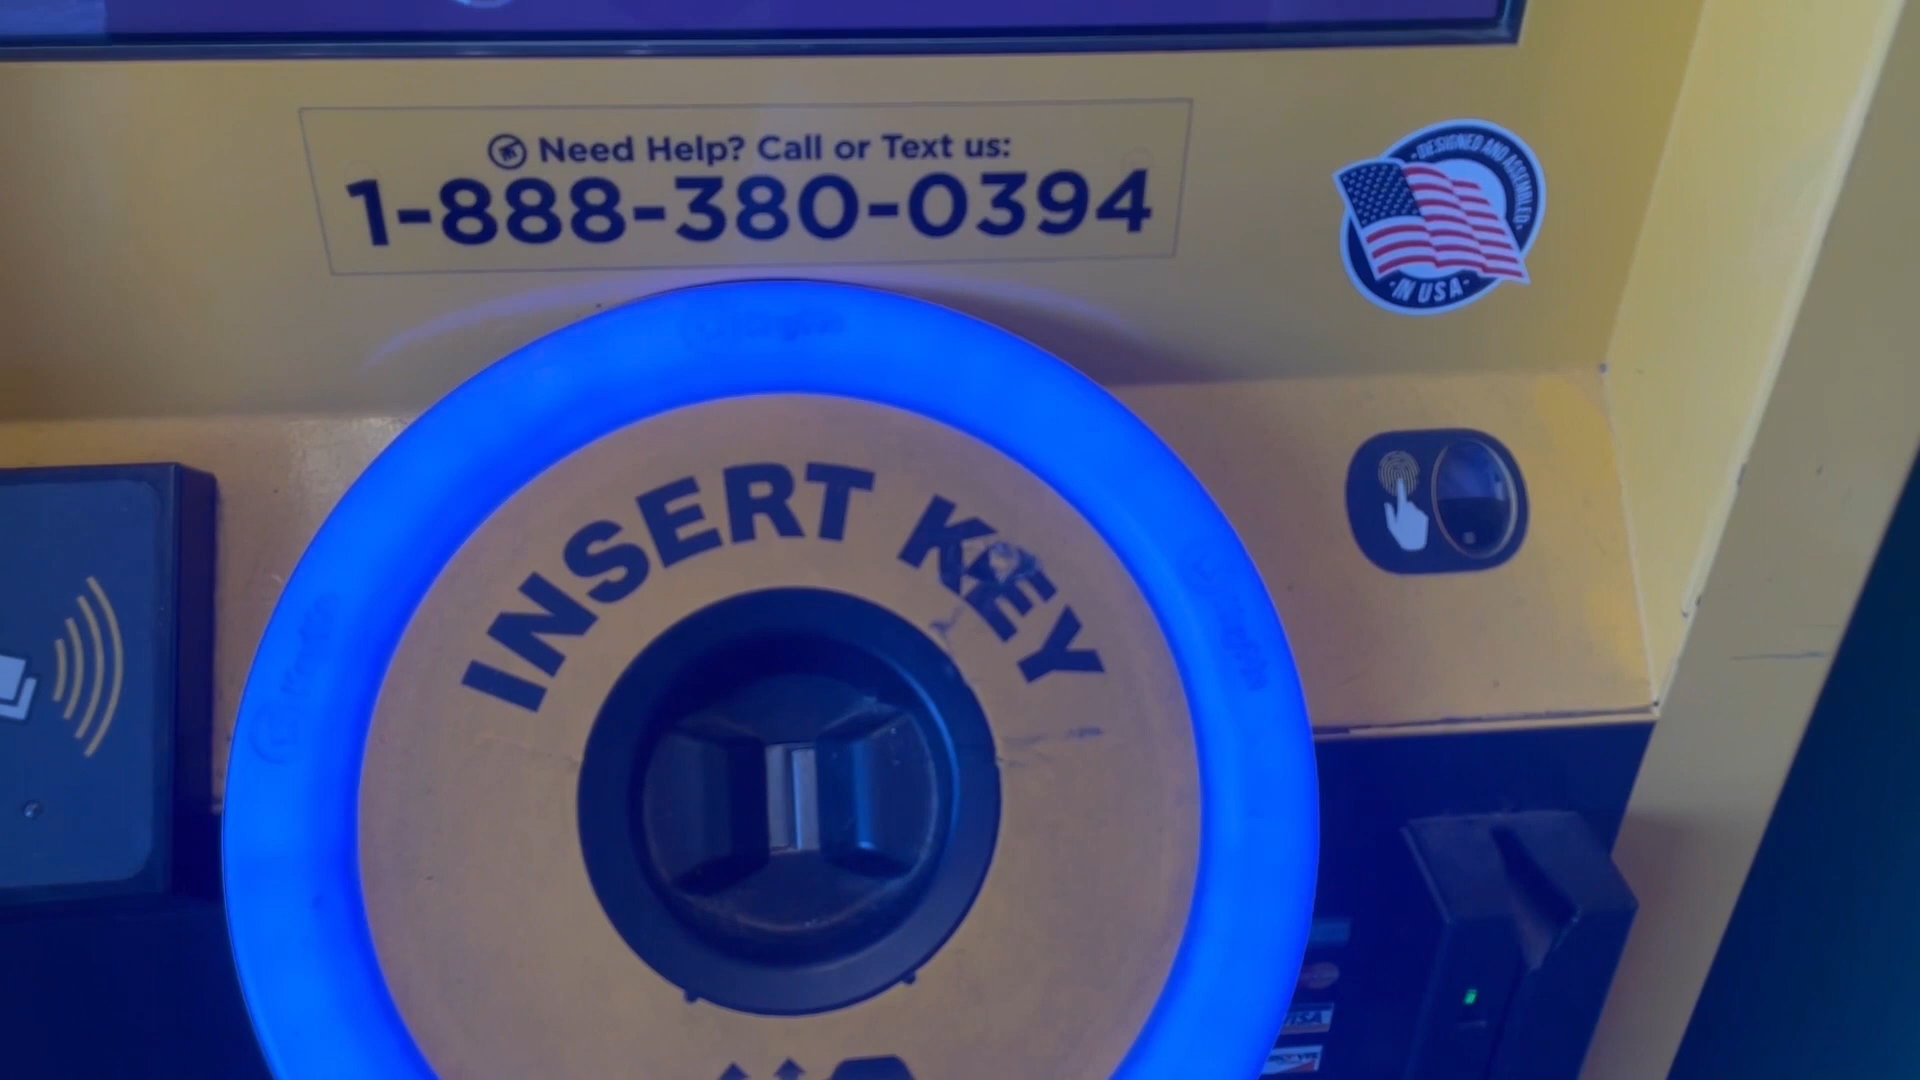 Need Help? Call or Text us:
1-888-380-0394
DESIGNED AND ASSEMBLED
IN USA
INSERT KEY
VISA